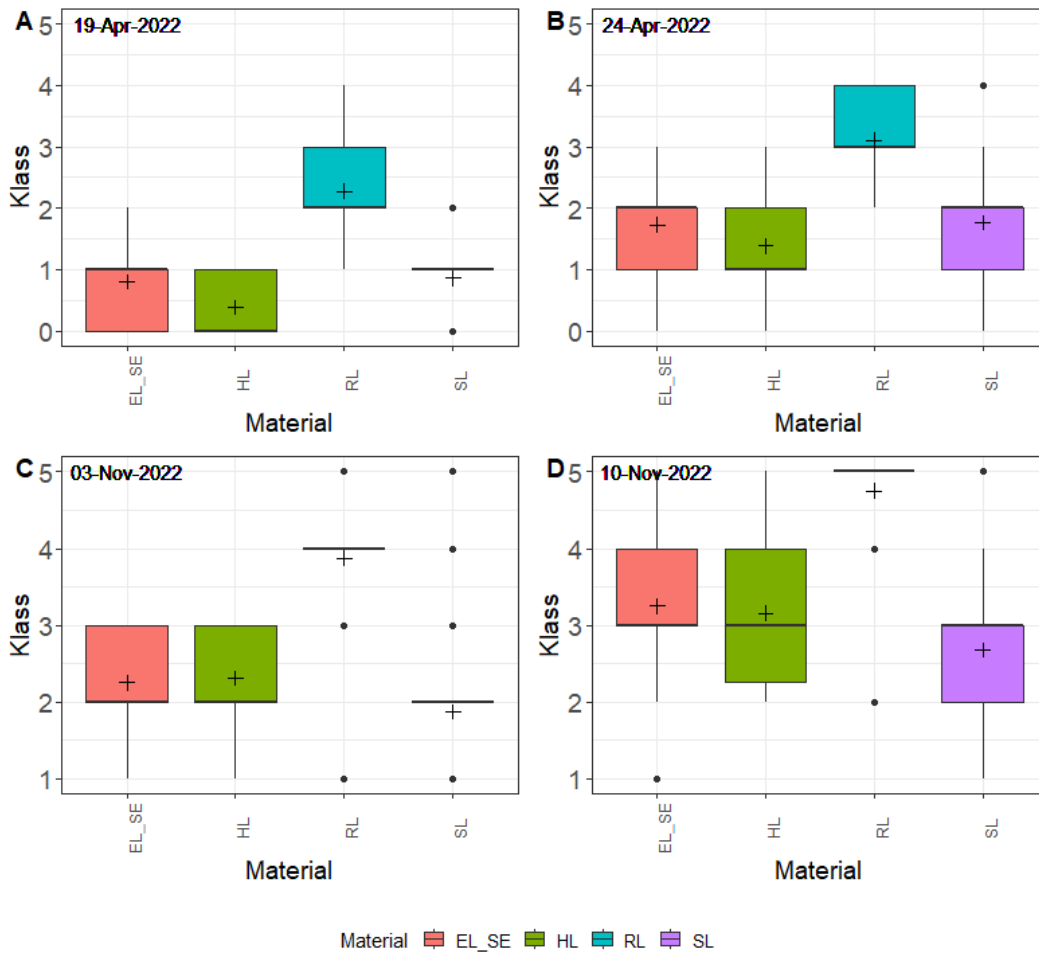 A
19-Apr-2022
5
4
3
2
1
0
Klass
EL_SE
HL
RL
SL
Material
B
24-Apr-2022
5
4
3
2
1
0
Klass
EL_SE
HL
RL
SL
Material
C
03-Nov-2022
5
4
3
2
1
Klass
EL_SE
HL
RL
SL
Material
D
10-Nov-2022
5
4
3
2
1
Klass
EL_SE
HL
RL
SL
Material
Material EL_SE HL RL SL